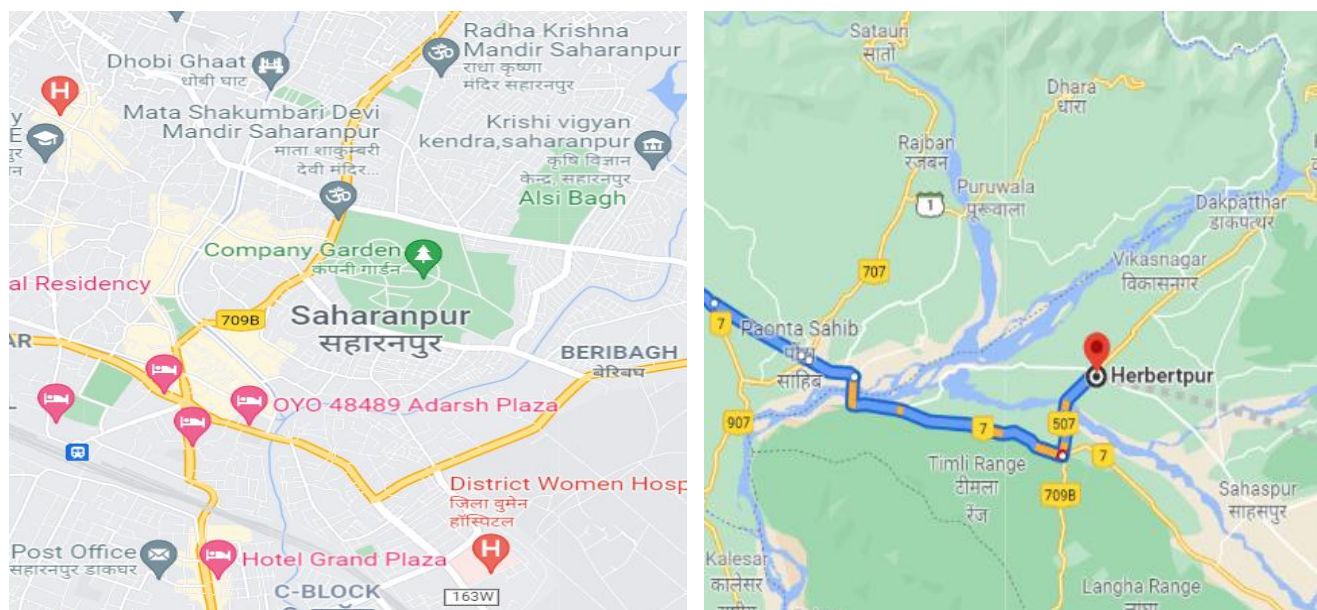 Radha Krishna
Mandir Saharanpur
राधा कृष्णा
मंदिर सहारनपुर
Dhobi Ghaat
धोबी घाट
Mata Shakumbari Devi
Mandir Saharanpur
माता शाकुम्बरी
देवी मंदिर...
Krishi vigyan
kendra,saharanpur
कृषि विज्ञान
केन्द्र, सहारनपुर
Alsi Bagh
Company Garden
कंपनी गार्डन
al Residency
709B
Saharanpur
सहारनपुर
AR
BERIBAGH
बेरिबघ
OYO 48489 Adarsh Plaza
District Women Hosp
जिला वुमेन
हॉस्पिटल
H
H
Post Office
सहारनपुर डाकघर
Hotel Grand Plaza
C-BLOCK
163W
Sataun
सातों
Dhara
धारा
Rajban
रजबन
Puruwala
पूरूवाला
1
Dakpatthar
डाकपत्थर
Vikasnagar
विकासनगर
707
7
Paonta Sahib
साहिब
Herbertpur
907
7
507
7
Timli Range
टीमला
रेंज
709B
Sahaspur
साहसपुर
Kalesar
कालेसर
Langha Range